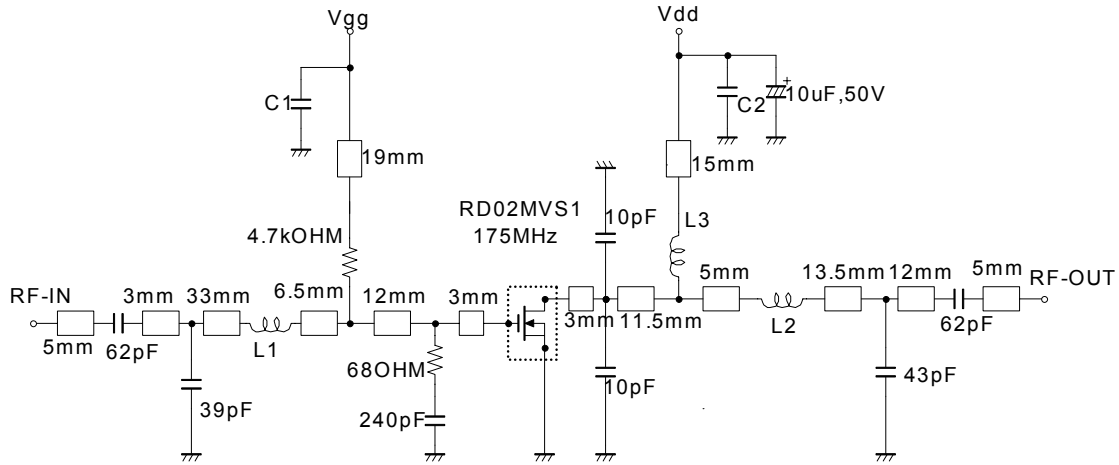 Vgg
Vdd
C1
C2
10uF,50V
+
19mm
15mm
RD02MVS1
175MHz
10pF
L3
4.7kOHM
RF-IN
3mm
33mm
6.5mm
12mm
3mm
5mm
13.5mm
12mm
5mm
RF-OUT
5mm
62pF
L1
3mm
11.5mm
L2
62pF
68OHM
39pF
240pF
10pF
43pF